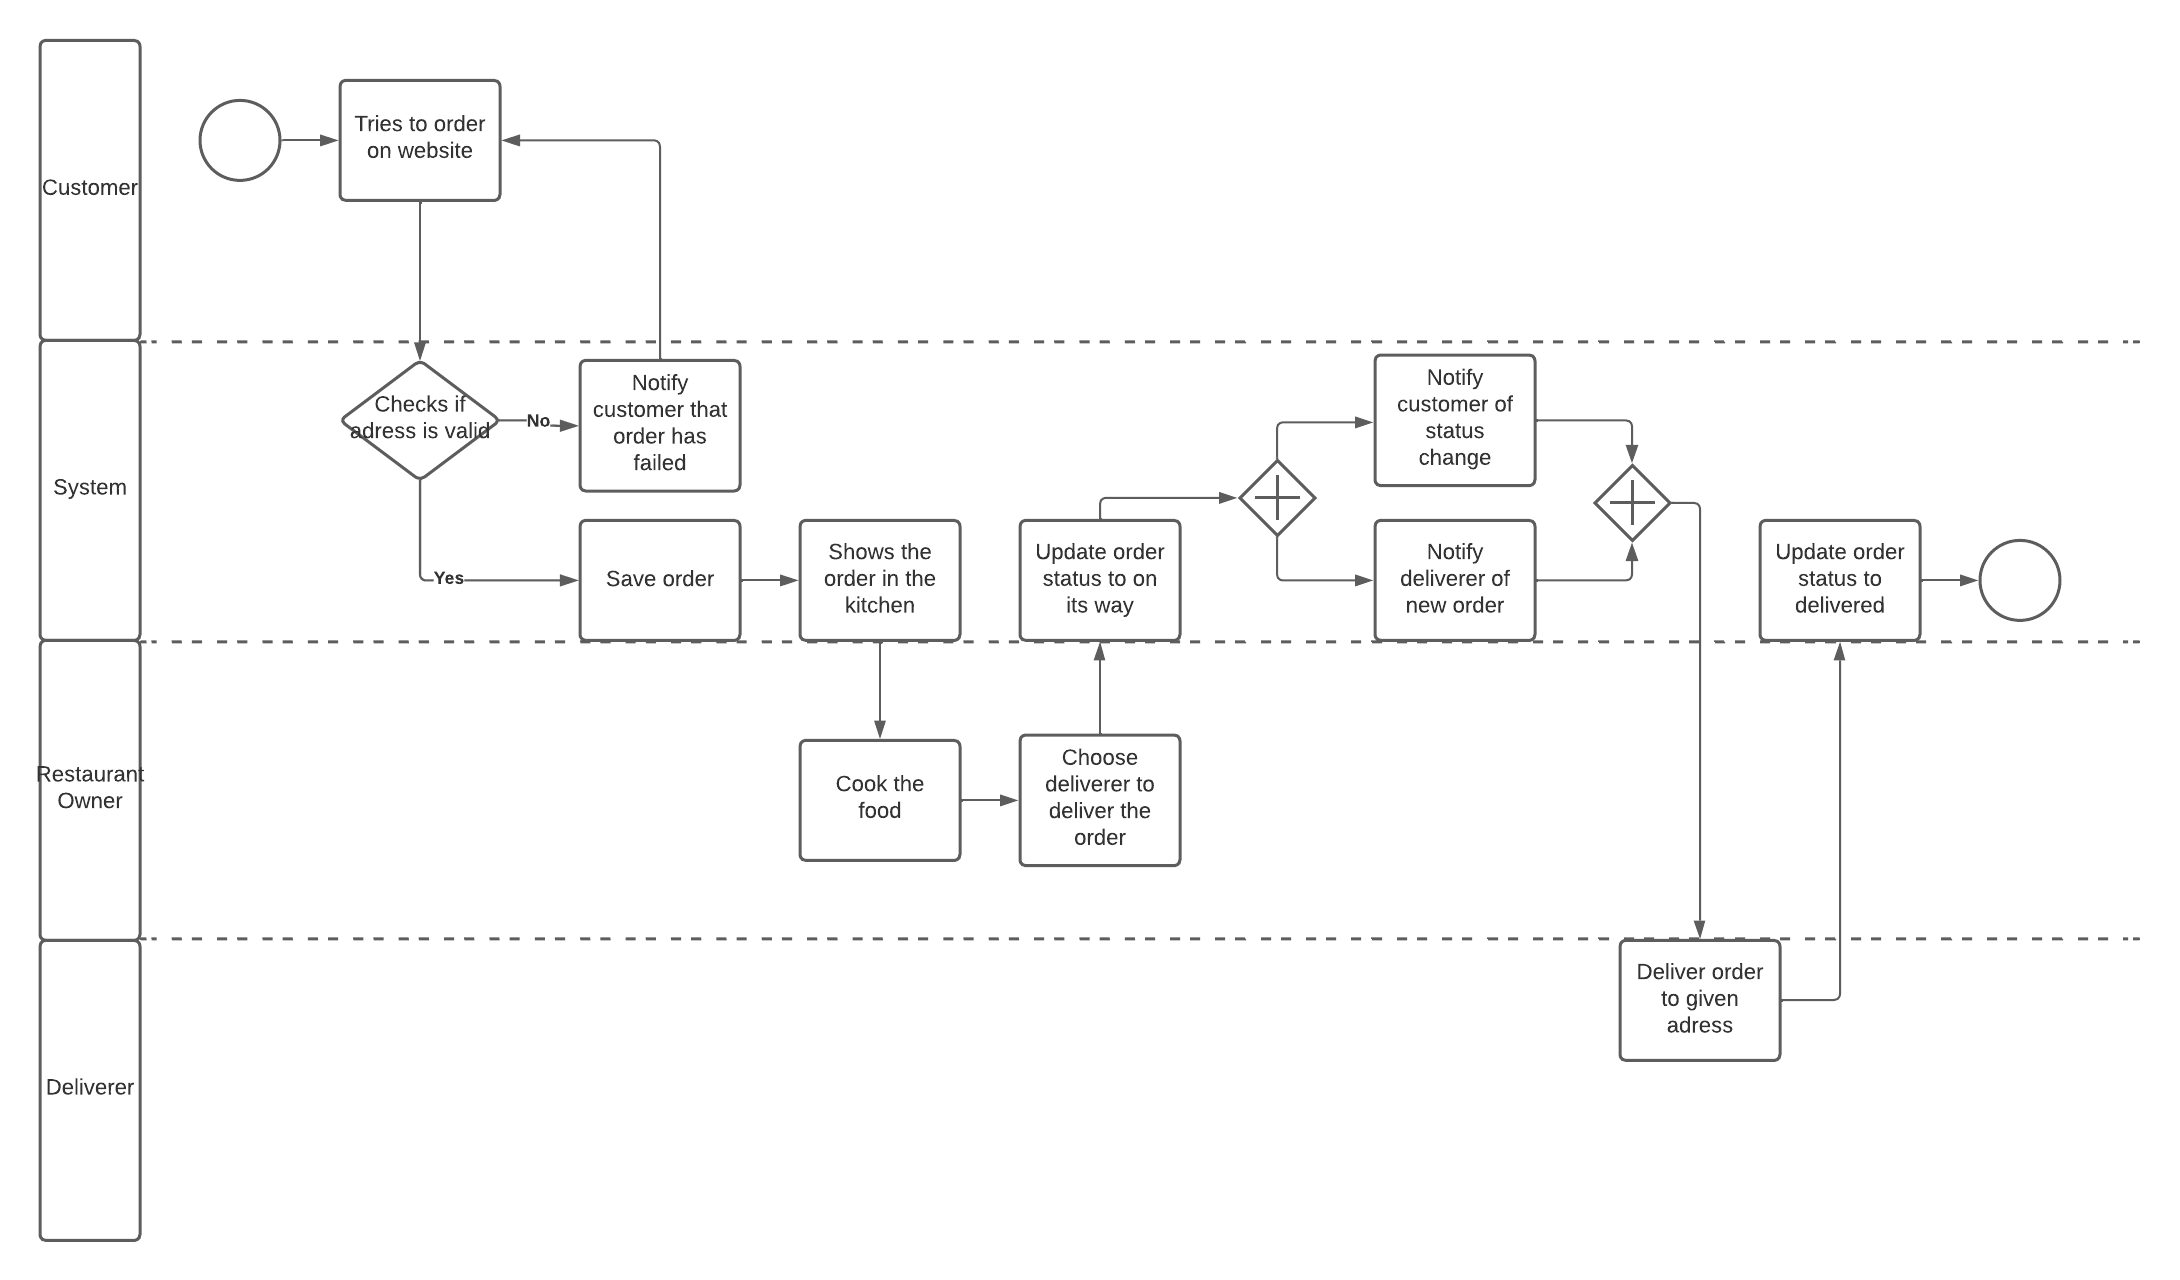 Customer
Tries to order
on website
System
Checks if
adress is valid
No
Notify
customer that
order has
failed
Yes
Save order
Shows the
order in the
kitchen
Update order
status to on
its way
Notify
customer of
status
change
Notify
deliverer of
new order
Update order
status to
delivered
Restaurant
Owner
Cook the
food
Choose
deliverer to
deliver the
order
Deliverer
Deliver order
to given
adress